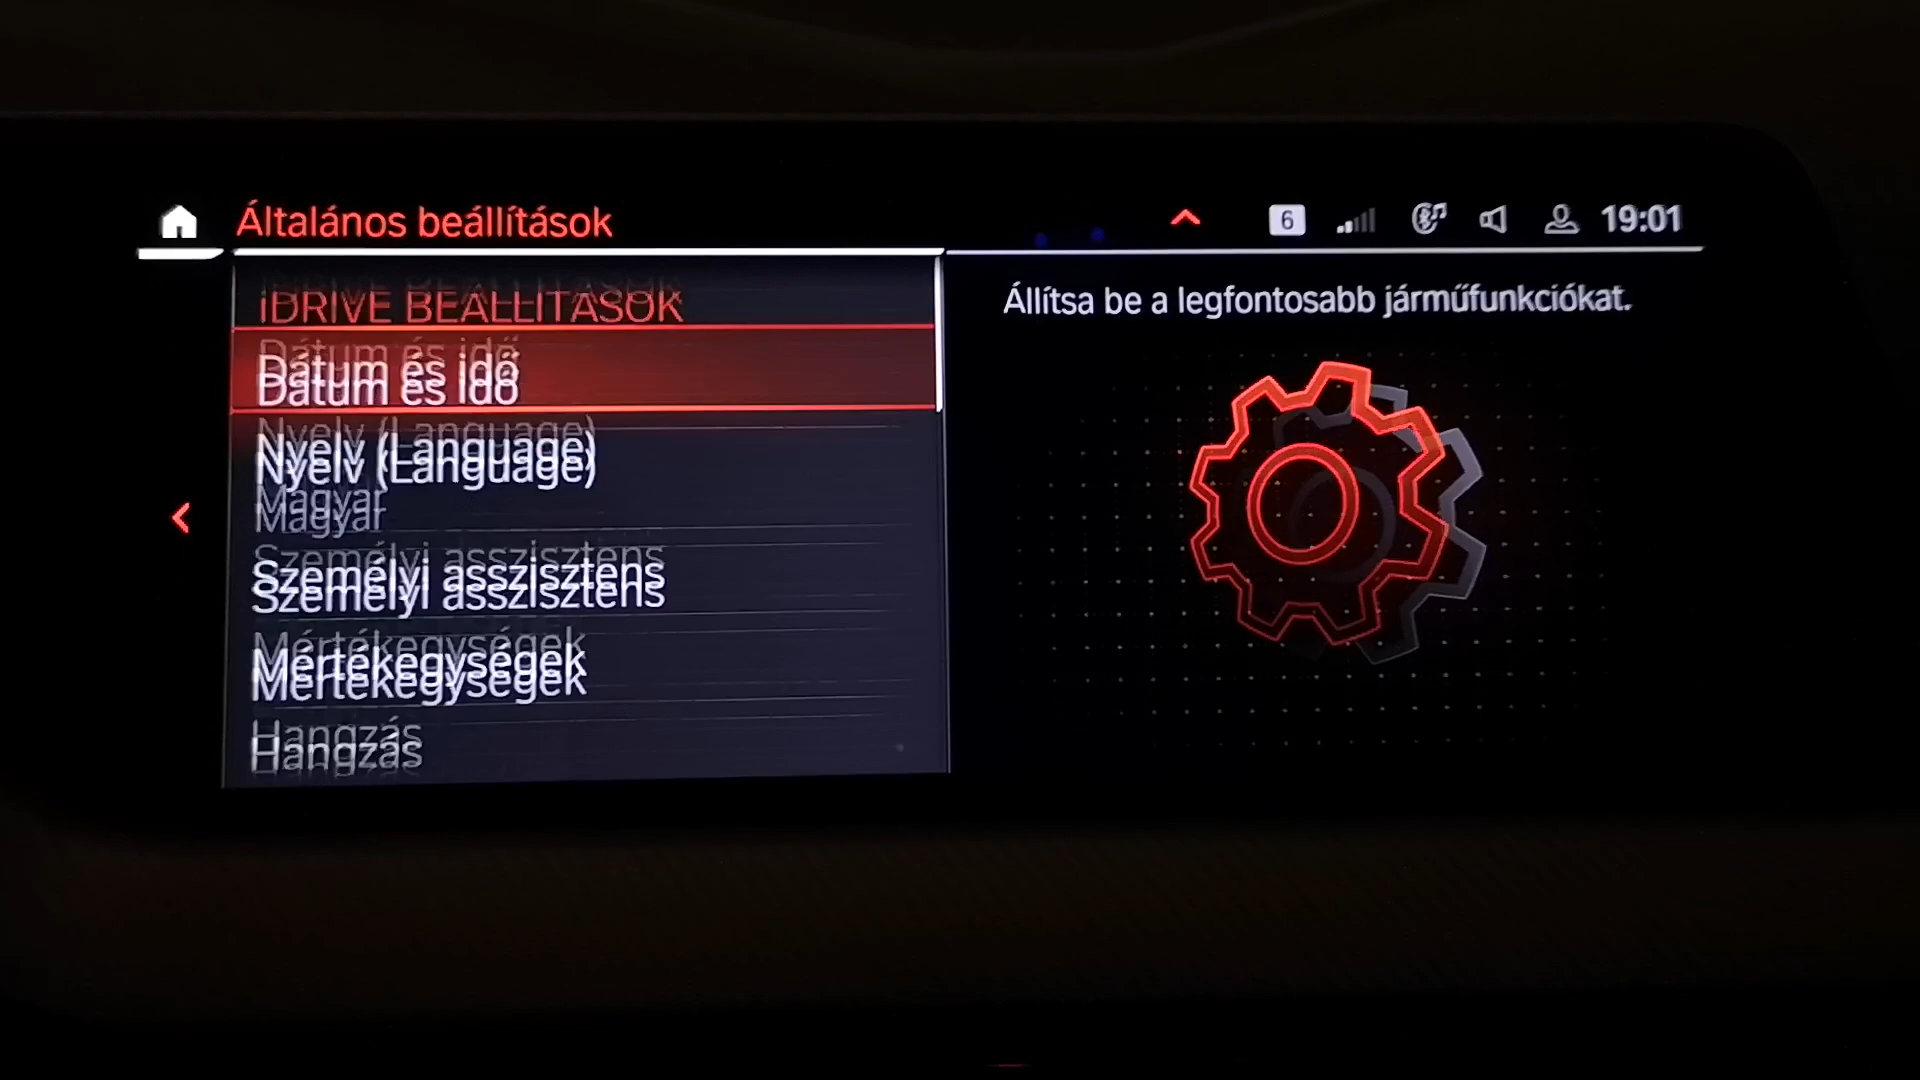 Általános beállítások
6
19:01
IDRIVE BEÁLLÍTÁSOK
Dátum és idő
Nyelv (Language)
Magyar
Személyi asszisztens
Mértékegységek
Hangzás
Állítsa be a legfontosabb járműfunkciókat.